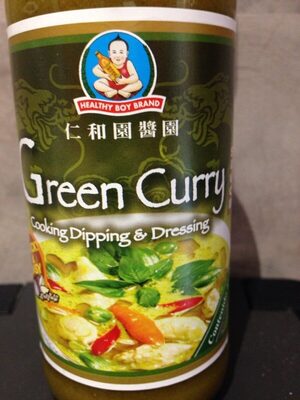 HEALTHY BOY BRAND
仁和園醬園
Green Curry
Cooking Dipping & Dressing